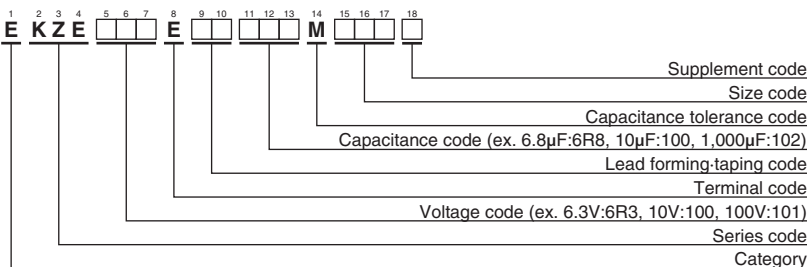 1 2 3 4 5 6 7 8 9 10 11 12 13 14 15 16 17 18
E KZE □□□ E □□ □□□ M □□□ □
Supplement code
Size code
Capacitance tolerance code
Capacitance code (ex. 6.8μF:6R8, 10μF:100, 1,000μF:102)
Lead forming·taping code
Terminal code
Voltage code (ex. 6.3V:6R3, 10V:100, 100V:101)
Series code
Category